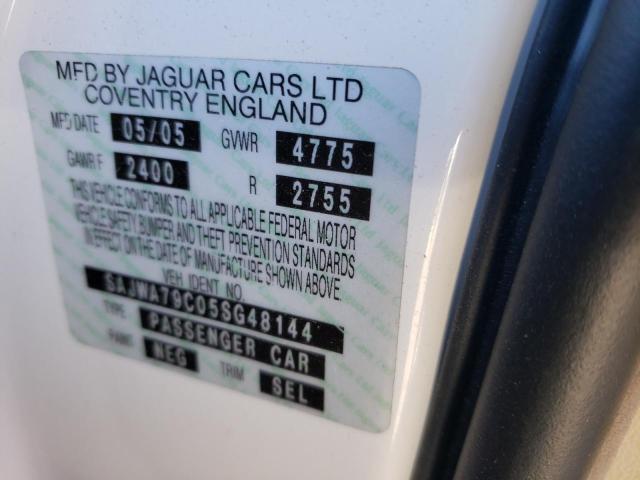 MFD BY JAGUAR CARS LTD
COVENTRY ENGLAND
MFD DATE 05/05 GVWR 4775
GAWR F 2400 R 2755
THIS VEHICLE CONFORMS TO ALL APPLICABLE FEDERAL MOTOR
VEHICLE SAFETY, BUMPER AND THEFT PREVENTION STANDARDS
IN EFFECT ON THE DATE OF MANUFACTURE SHOWN ABOVE.
VEH IDENT NO.
SAJWA79C05SG48144
TYPE PASSENGER CAR
PAINT NEG TRIM SEL